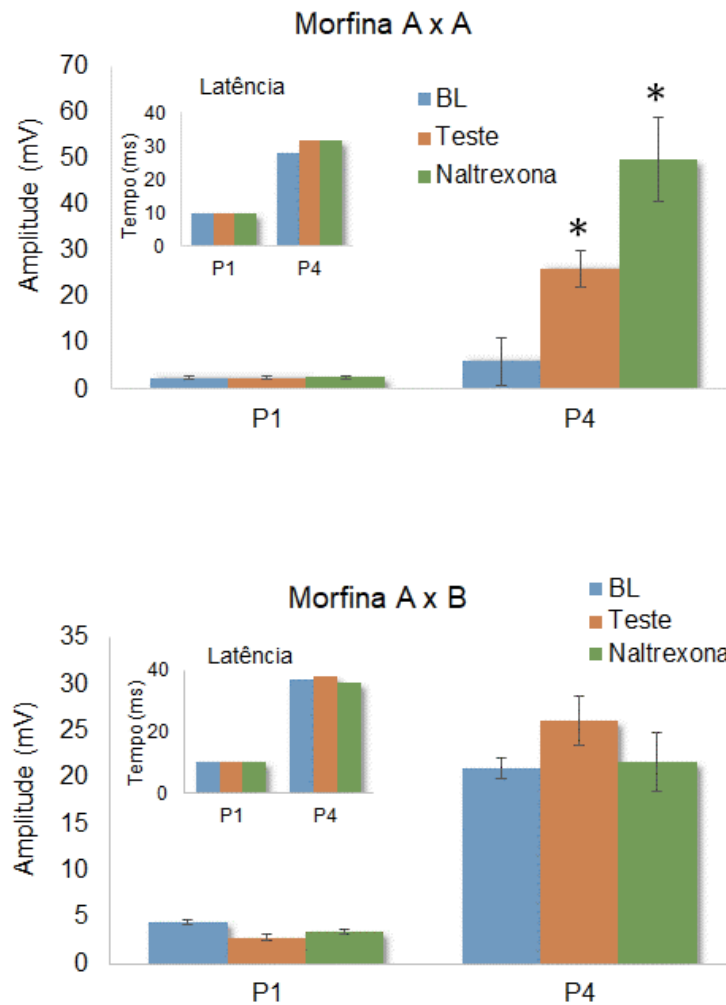 Morfina A x A
Amplitude (mV)
70
60
50
40
30
20
10
0
Latência
Tempo (ms)
40
30
20
10
0
P1 P4
BL
Teste
Naltrexona
*
*
P1 P4
Morfina A x B
BL
Teste
Naltrexona
Amplitude (mV)
35
30
25
20
15
10
5
0
Latência
Tempo (ms)
40
20
0
P1 P4
P1 P4